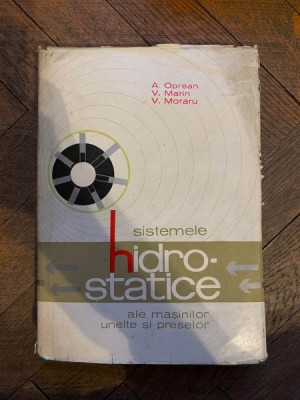 A. Oprean
V. Marin
V. Moraru
sistemele
hidro-
statice
ale mașinilor
unelte și preselor